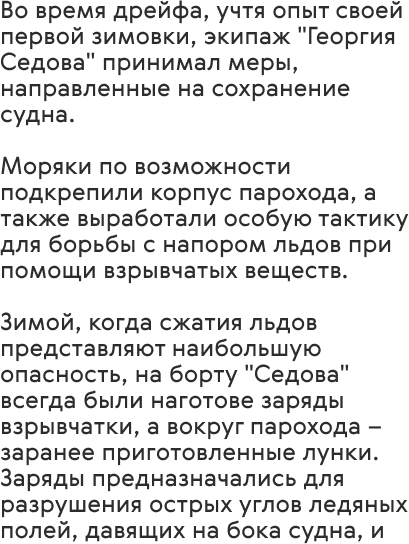 Во время дрейфа, учтя опыт своей
первой зимовки, экипаж "Георгия
Седова" принимал меры,
направленные на сохранение
судна.
Моряки по возможности
подкрепили корпус парохода, а
также выработали особую тактику
для борьбы с напором льдов при
помощи взрывчатых веществ.
Зимой, когда сжатия льдов
представляют наибольшую
опасность, на борту "Седова"
всегда были наготове заряды
взрывчатки, а вокруг парохода –
заранее приготовленные лунки.
Заряды предназначались для
разрушения острых углов ледяных
полей, давящих на бока судна, и